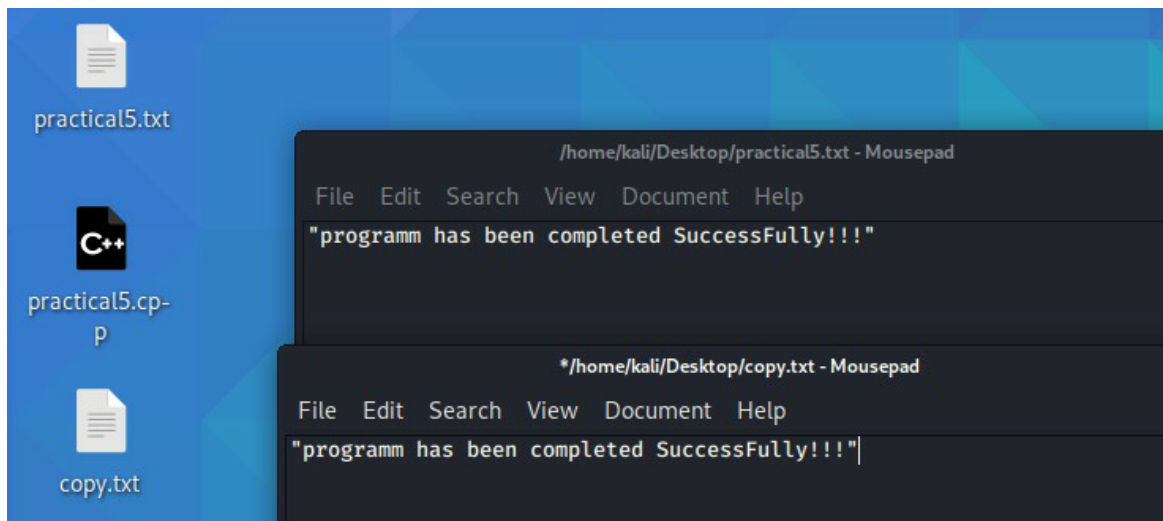 practical5.txt
C++
practical5.cp-
p
copy.txt
/home/kali/Desktop/practical5.txt - Mousepad
File Edit Search View Document Help
"programm has been completed SuccessFully!!!"
*/home/kali/Desktop/copy.txt - Mousepad
File Edit Search View Document Help
"programm has been completed SuccessFully!!!"